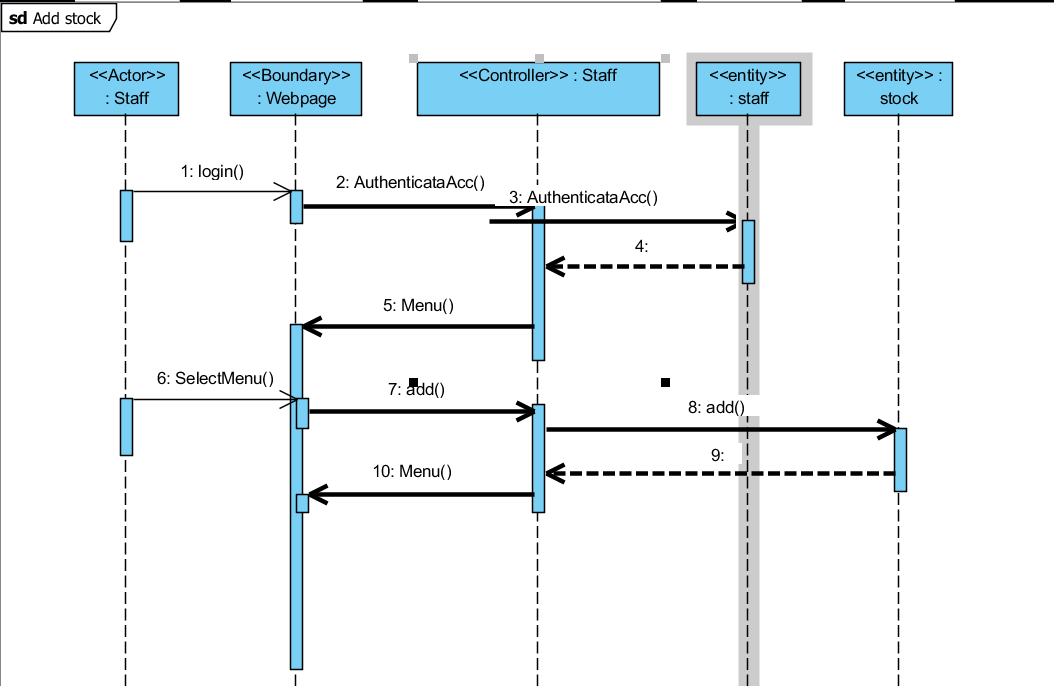 sd Add stock
<<Actor>>
: Staff
<<Boundary>>
: Webpage
<<Controller>> : Staff
<<entity>>
: staff
<<entity>> :
stock
1: login()
2: AuthenticataAcc()
3: AuthenticataAcc()
4:
5: Menu()
6: SelectMenu()
7: add()
8: add()
9:
10: Menu()